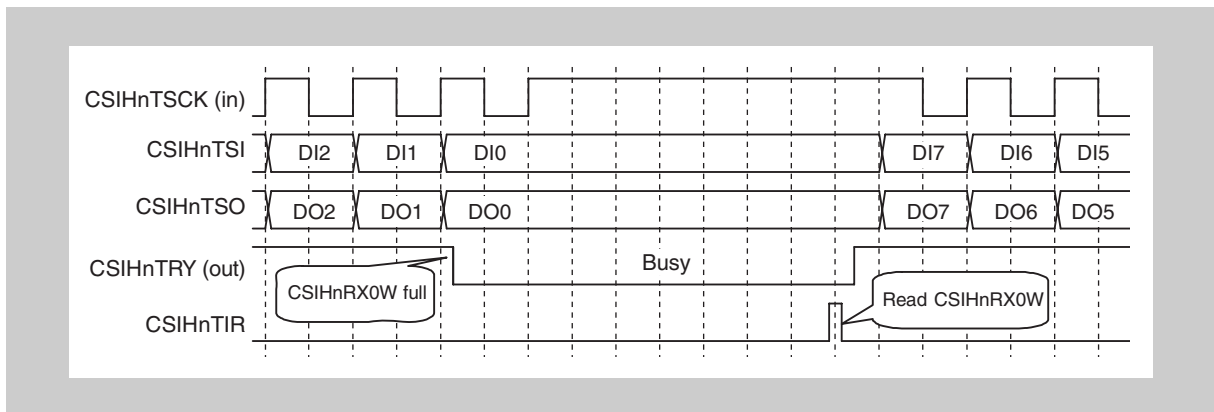 CSIHnTSCK (in)
CSIHnTSI DI2 DI1 DI0 DI7 DI6 DI5
CSIHnTSO DO2 DO1 DO0 DO7 DO6 DO5
CSIHnTRY (out) Busy
CSIHnRX0W full Read CSIHnRX0W
CSIHnTIR